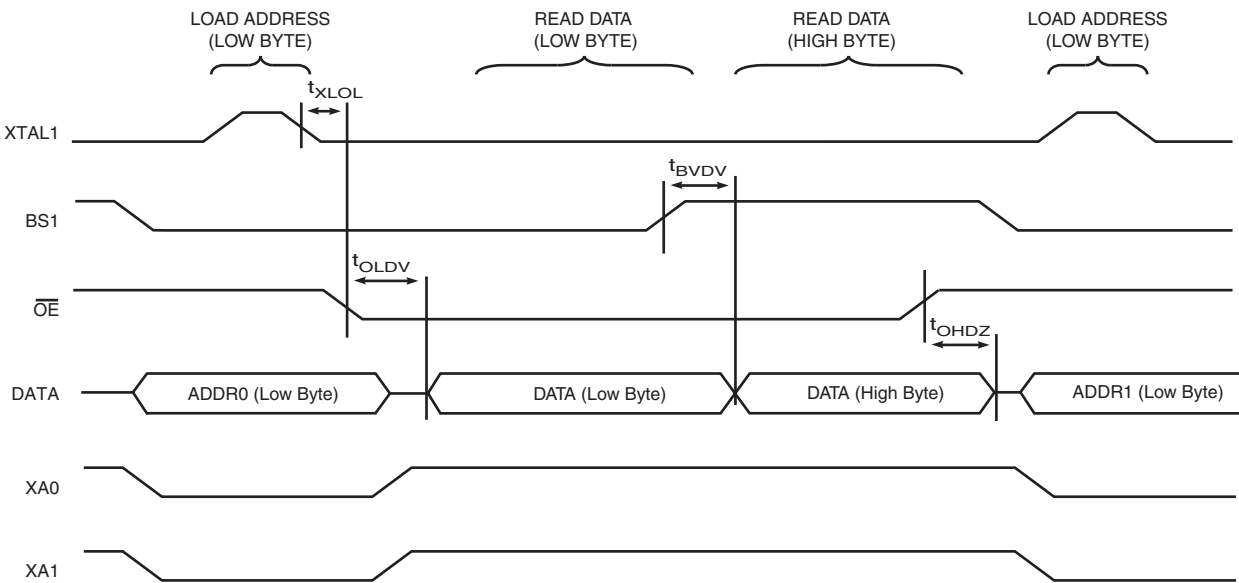 LOAD ADDRESS
(LOW BYTE)
READ DATA
(LOW BYTE)
READ DATA
(HIGH BYTE)
LOAD ADDRESS
(LOW BYTE)
tXLOL
XTAL1
tBVDV
BS1
tOLDV
OE
tOHDZ
DATA
ADDR0 (Low Byte)
DATA (Low Byte)
DATA (High Byte)
ADDR1 (Low Byte)
XA0
XA1